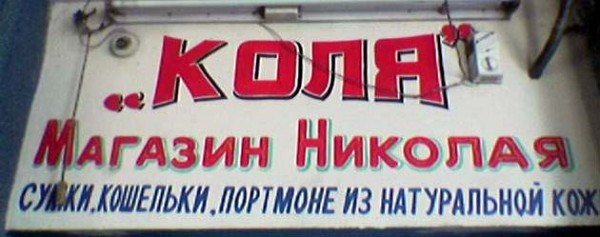 „КОЛЯ“
МАГАЗИН НИКОЛАЯ
СУМКИ, КОШЕЛЬКИ, ПОРТМОНЕ ИЗ НАТУРАЛЬНОЙ КОЖ